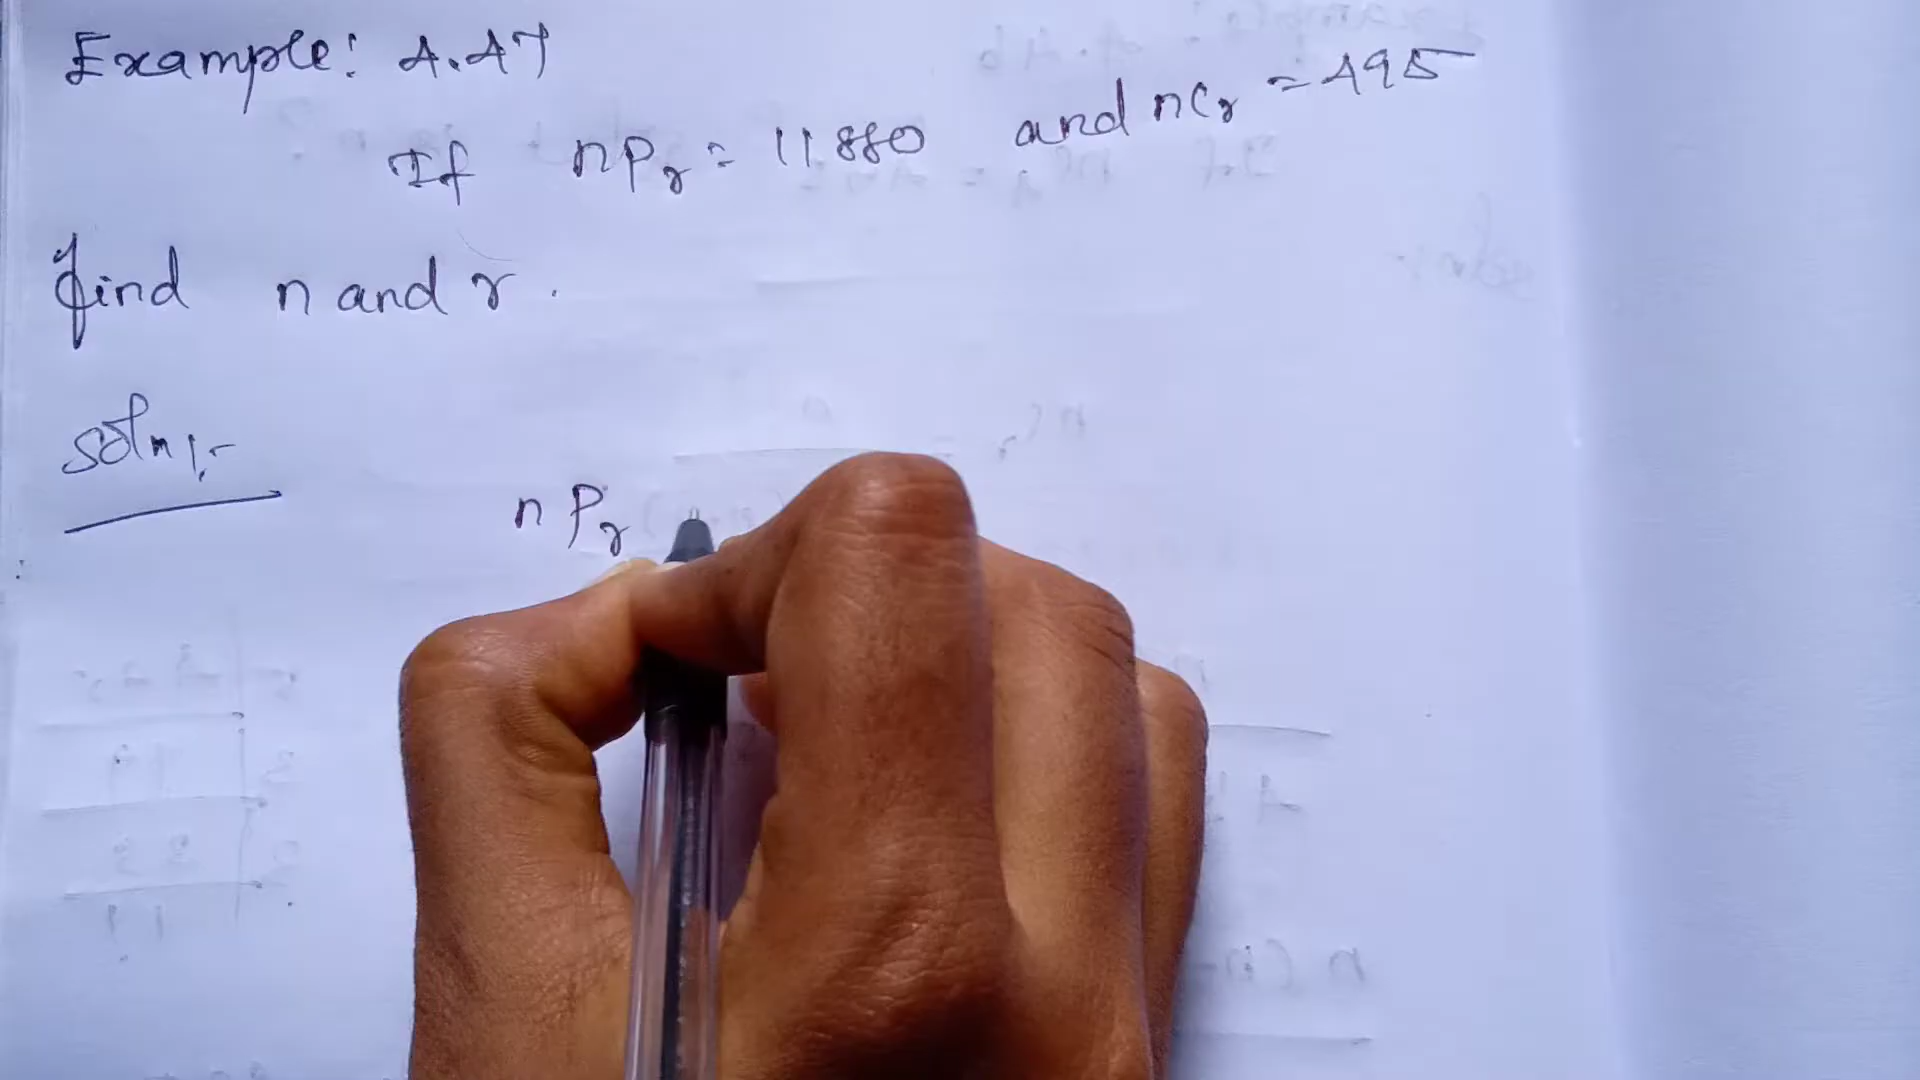 Example: 4.47
If nPr = 11880 and nCr = 495
find n and r.
Soln:-
nPr